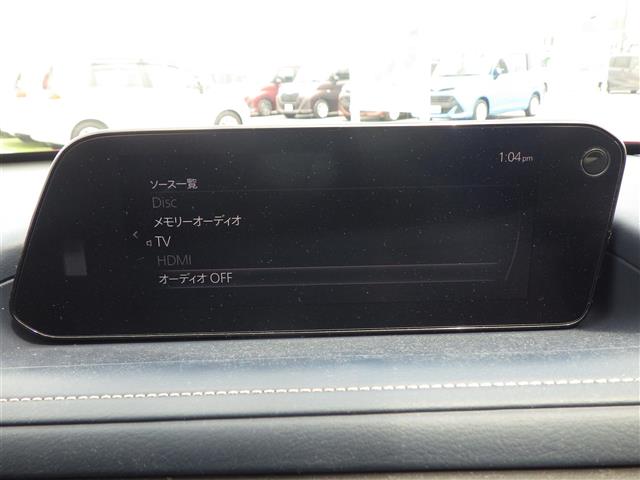 1:04pm
ソース一覧
Disc
メモリーオーディオ
TV
HDMI
オーディオ OFF